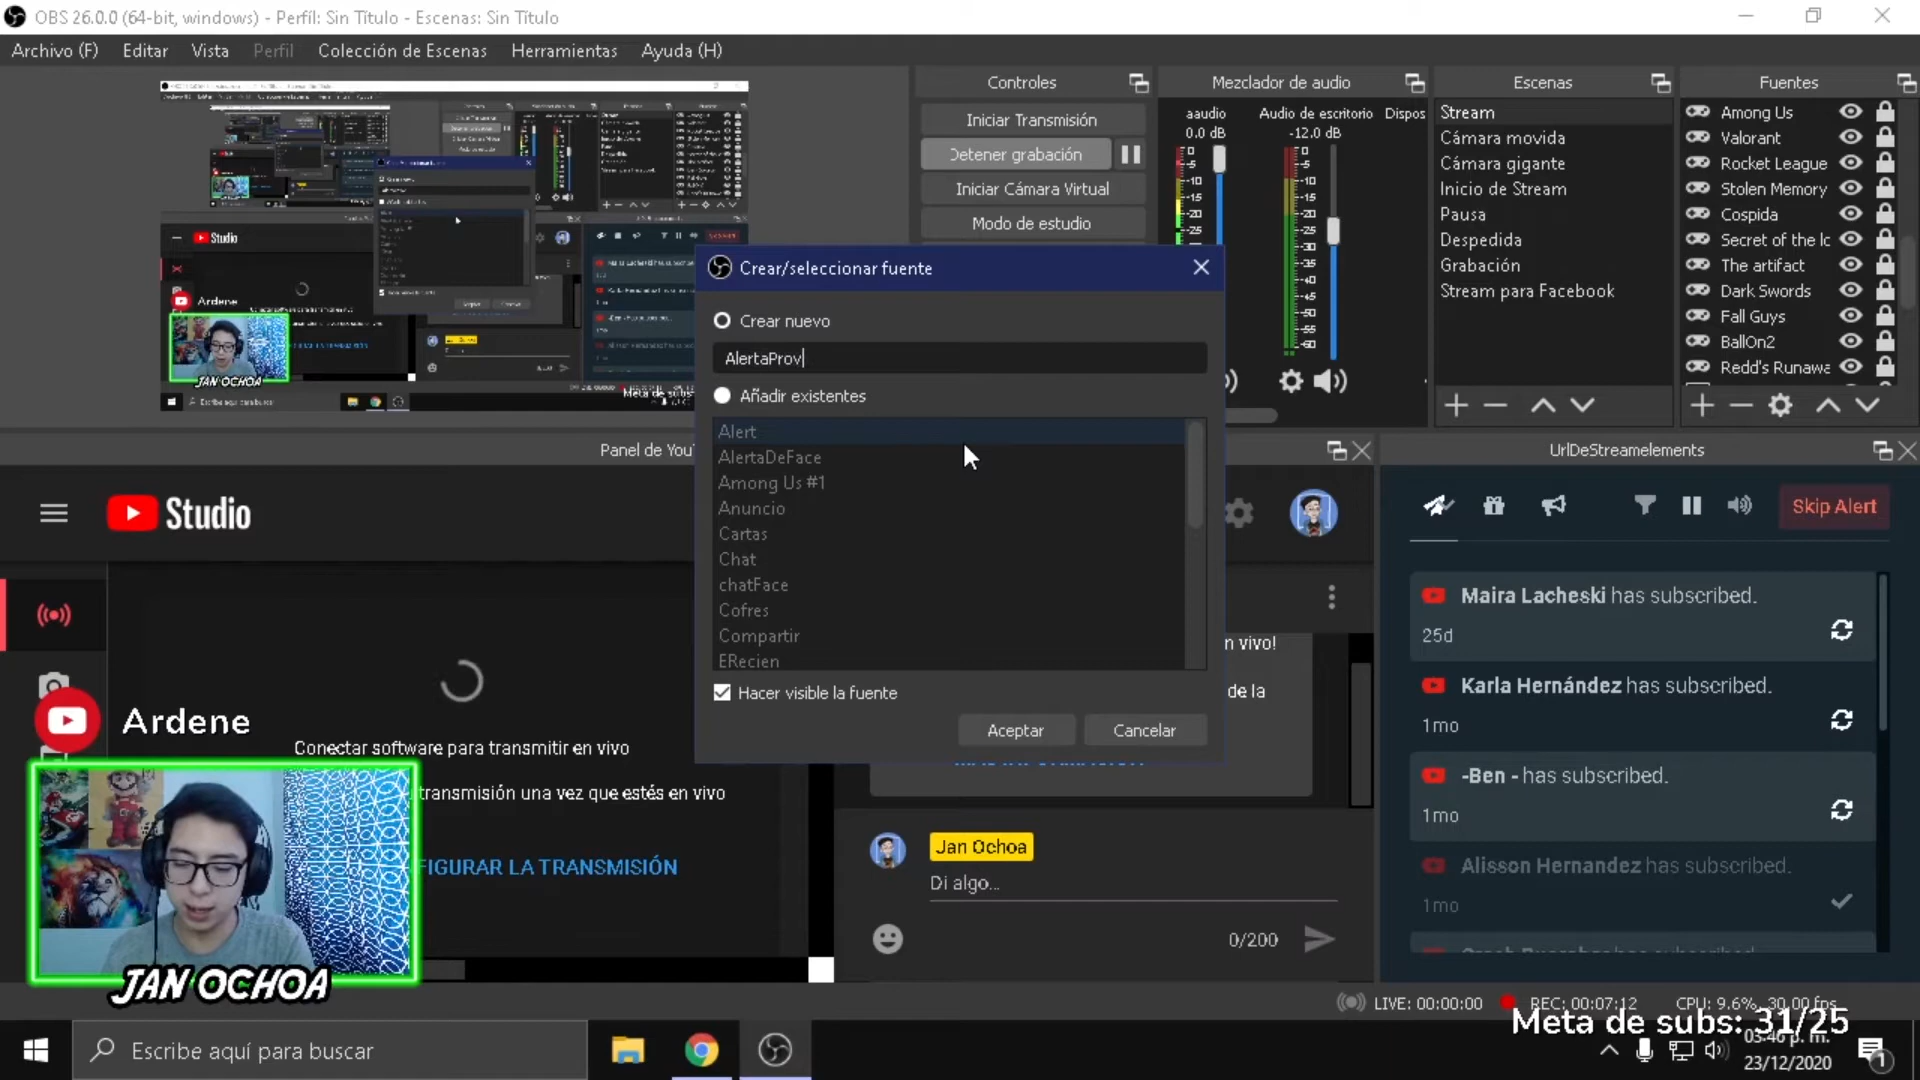 OBS 26.0.0 (64-bit, windows) - Perfil: Sin Título - Escenas: Sin Título
Archivo (F) Editar Vista Perfil Colección de Escenas Herramientas Ayuda (H)
Controles
Iniciar Transmisión
Detener grabación
Iniciar Cámara Virtual
Modo de estudio
Mezclador de audio
aaudio Audio de escritorio Dispos
0.0 dB -12.0 dB
Escenas
Stream
Cámara movida
Cámara gigante
Inicio de Stream
Pausa
Despedida
Grabación
Stream para Facebook
Fuentes
Among Us
Valorant
Rocket League
Stolen Memory
Cospida
Secret of the lc
The artifact
Dark Swords
Fall Guys
BallOn2
Redd's Runawa
Crear/seleccionar fuente
Crear nuevo
AlertaProv
Añadir existentes
Alert
AlertaDeFace
Among Us #1
Anuncio
Cartas
Chat
chatFace
Cofres
Compartir
ERecien
Hacer visible la fuente
Aceptar Cancelar
Panel de YouT
Studio
Conectar software para transmitir en vivo
transmisión una vez que estés en vivo
FIGURAR LA TRANSMISIÓN
Ardene
JAN OCHOA
n vivo!
de la
Jan Ochoa
Di algo...
0/200
UrlDeStreamelements
Skip Alert
Maira Lacheski has subscribed.
25d
Karla Hernández has subscribed.
1mo
-Ben - has subscribed.
1mo
Alisson Hernandez has subscribed.
1mo
LIVE: 00:00:00 REC: 00:07:12 CPU: 9.6%, 30.00 fps
Meta de subs: 31/25
Escribe aquí para buscar
03:46 p. m.
23/12/2020
1